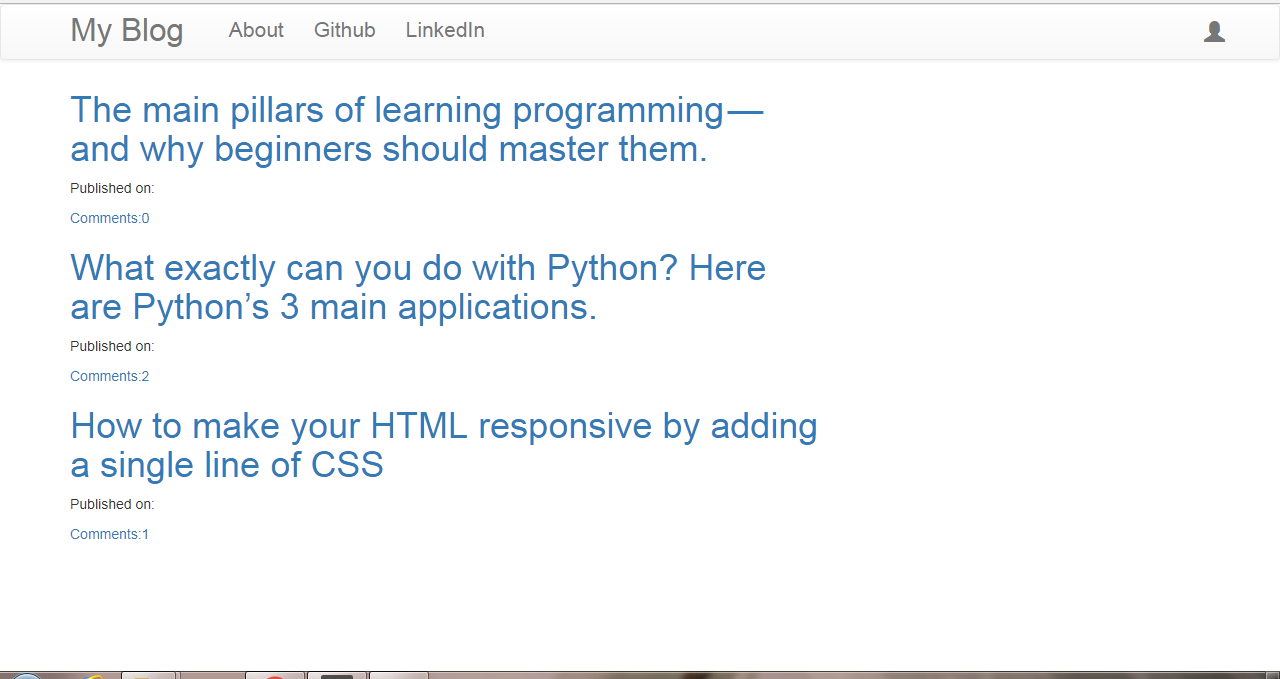 My Blog About Github LinkedIn
The main pillars of learning programming —
and why beginners should master them.
Published on:
Comments:0
What exactly can you do with Python? Here
are Python’s 3 main applications.
Published on:
Comments:2
How to make your HTML responsive by adding
a single line of CSS
Published on:
Comments:1